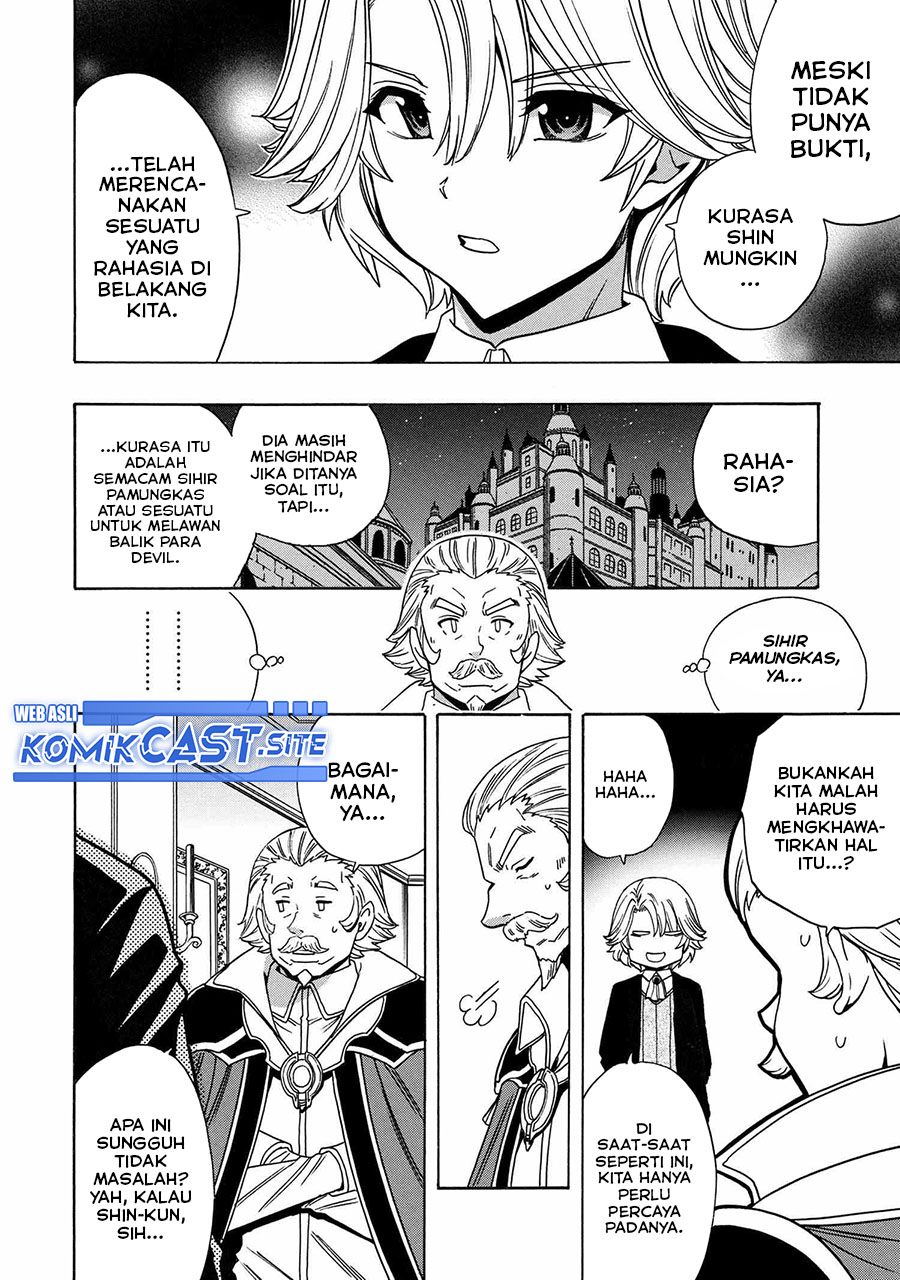 MESKI
TIDAK
PUNYA
BUKTI,
KURASA
SHIN
MUNGKIN
...
...TELAH
MERENCA-
NAKAN
SESUATU
YANG
RAHASIA DI
BELAKANG
KITA.
RAHA-
SIA?
DIA MASIH
MENGHINDAR
JIKA DITANYA
SOAL ITU,
TAPI...
...KURASA ITU
ADALAH
SEMACAM SIHIR
PAMUNGKAS
ATAU SESUATU
UNTUK MELAWAN
BALIK PARA
DEVIL.
SIHIR
PAMUNGKAS,
YA...
BUKANKAH
KITA MALAH
HARUS
MENGKHAWA-
TIRKAN HAL
ITU...?
HAHA
HAHA...
DI
SAAT-SAAT
SEPERTI INI,
KITA HANYA
PERLU
PERCAYA
PADANYA.
WEB ASLI
KOMIKCAST.SITE
BAGAI-
MANA,
YA...
APA INI
SUNGGUH
TIDAK
MASALAH?
YAH, KALAU
SHIN-KUN,
SIH...